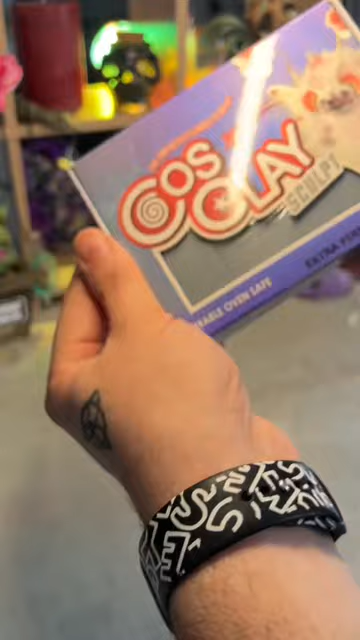 COS
CLAY
SCULPT
EXTRA FIRM
BAKEABLE OVEN SAFE